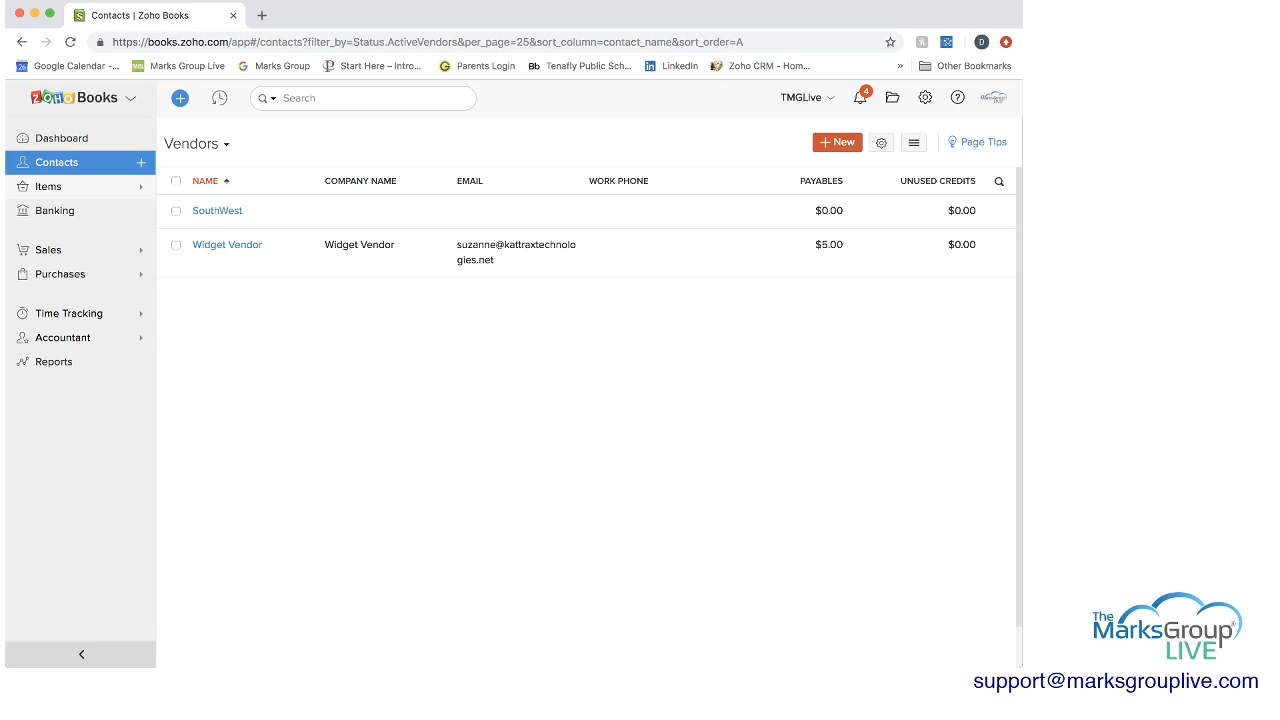 Contacts | Zoho Books
https://books.zoho.com/app#/contacts?filter_by=Status.ActiveVendors&per_page=25&sort_column=contact_name&sort_order=A
D
26 Google Calendar -... MGL Marks Group Live Marks Group Start Here – Intro... Parents Login Bb Tenafly Public Sch... LinkedIn Zoho CRM - Hom... » Other Bookmarks
ZOHO Books
Search
TMGLive
4
Dashboard
Contacts
Items
Banking
Sales
Purchases
Time Tracking
Accountant
Reports
Vendors
+ New
Page Tips
NAME COMPANY NAME EMAIL WORK PHONE PAYABLES UNUSED CREDITS
SouthWest $0.00 $0.00
Widget Vendor Widget Vendor suzanne@kattraxtechnolo $5.00 $0.00
gies.net
The
MarksGroup®
LIVE
support@marksgrouplive.com